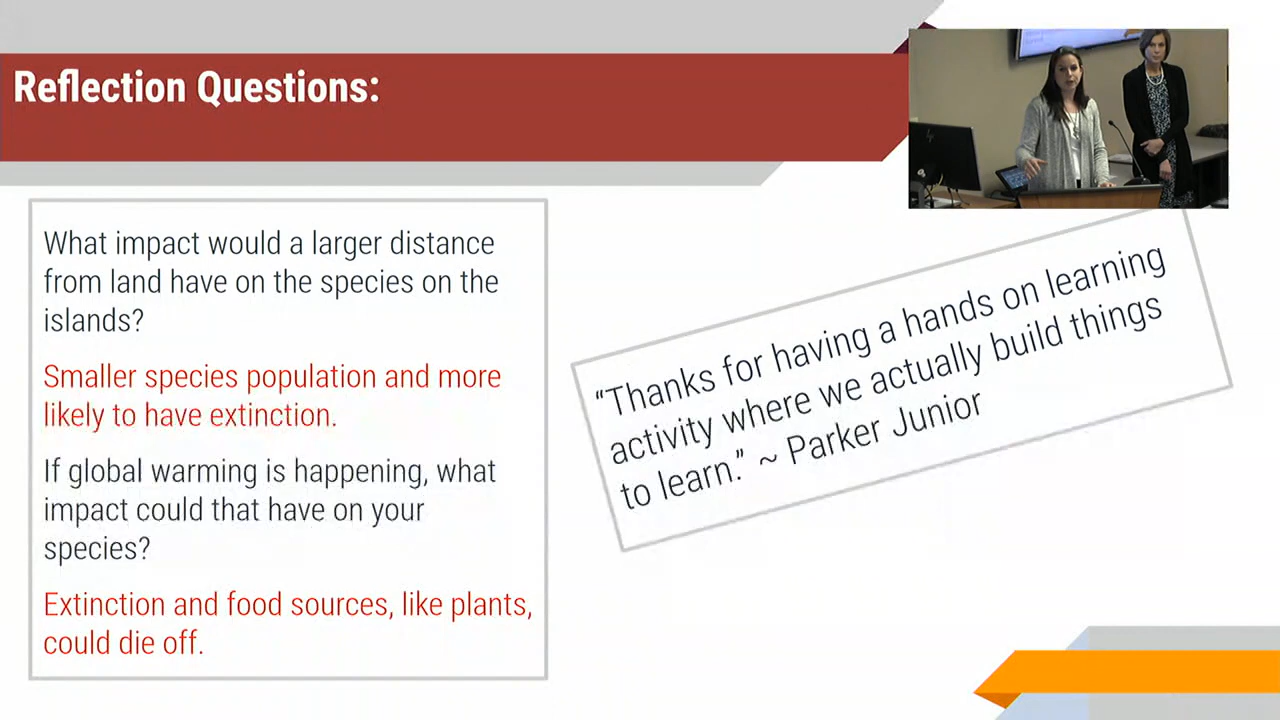 Reflection Questions:
What impact would a larger distance
from land have on the species on the
islands?
Smaller species population and more
likely to have extinction.
If global warming is happening, what
impact could that have on your
species?
Extinction and food sources, like plants,
could die off.
“Thanks for having a hands on learning
activity where we actually build things
to learn.” ~ Parker Junior